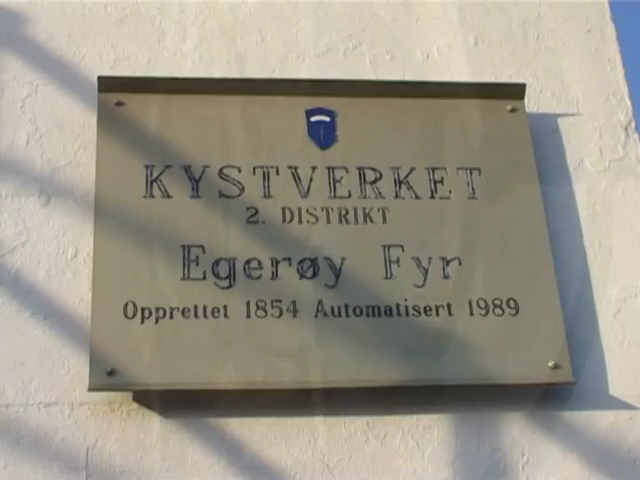 KYSTVERKET
2. DISTRIKT
Egerøy Fyr
Opprettet 1854 Automatisert 1989